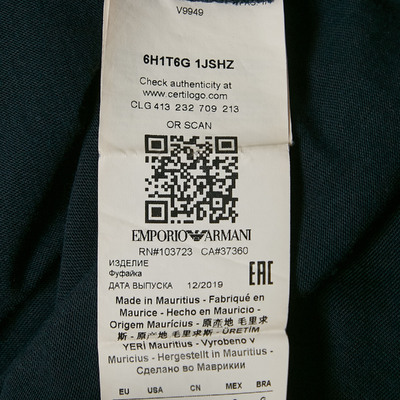 V9949
6H1T6G 1JSHZ
Check authenticity at
www.certilogo.com
CLG 413 232 709 213
OR SCAN
EMPORIO ARMANI
RN#103723 CA#37360
ИЗДЕЛИЕ
Фуфайка
ДАТА ВЫПУСКА 12/2019
EAC
Made in Mauritius - Fabriqué en
Maurice - Hecho en Mauricio -
Origem Maurícius - 原產地 毛里求
斯 - 原产地 毛里求斯 - ÜRETİM
YERİ Mauritius - Vyrobeno v
Muricius - Hergestellt in Mauritius -
Сделано во Маврикии
EU USA CN MEX BRA